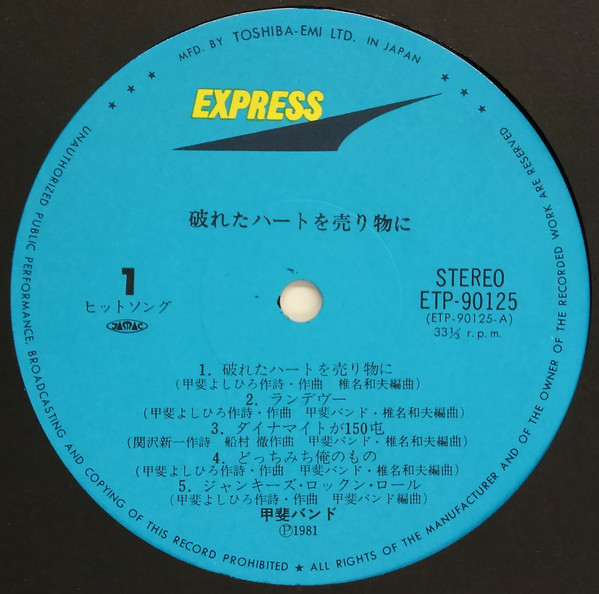 MFD. BY TOSHIBA-EMI LTD. IN JAPAN
EXPRESS
破れたハートを売り物に
1
ヒットソング
JASRAC
STEREO
ETP-90125
(ETP-90125-A)
33⅓ r.p.m.
1. 破れたハートを売り物に
(甲斐よしひろ作詩・作曲 椎名和夫編曲)
2. ランデヴー
(甲斐よしひろ作詩・作曲 甲斐バンド・椎名和夫編曲)
3. ダイナマイトが150屯
(関沢新一作詩 船村 徹作曲 甲斐バンド・椎名和夫編曲)
4. どっちみち俺のもの
(甲斐よしひろ作詩・作曲 甲斐バンド・椎名和夫編曲)
5. ジャンキーズ・ロックン・ロール
(甲斐よしひろ作詩・作曲 甲斐バンド編曲)
甲斐バンド
Ⓟ1981
★ ★ ★ UNAUTHORIZED PUBLIC PERFORMANCE, BROADCASTING AND COPYING OF THIS RECORD PROHIBITED ★ ALL RIGHTS OF THE MANUFACTURER AND OF THE OWNER OF THE RECORDED WORK ARE RESERVED ★ ★ ★